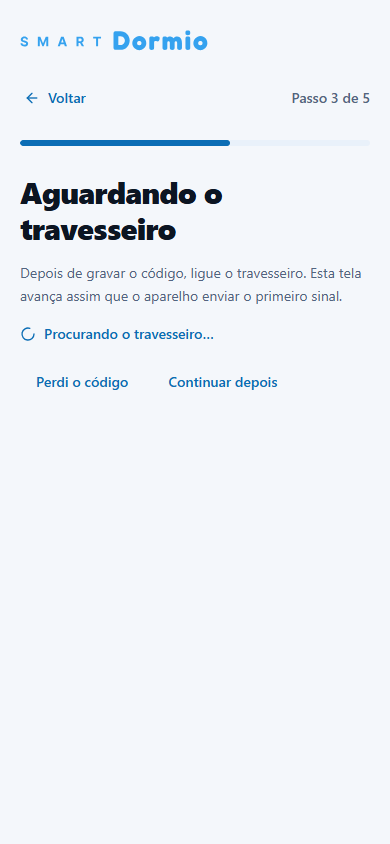 SMART Dormio
Voltar
Passo 3 de 5
Aguardando o
travesseiro
Depois de gravar o código, ligue o travesseiro. Esta tela
avança assim que o aparelho enviar o primeiro sinal.
Procurando o travesseiro...
Perdi o código
Continuar depois